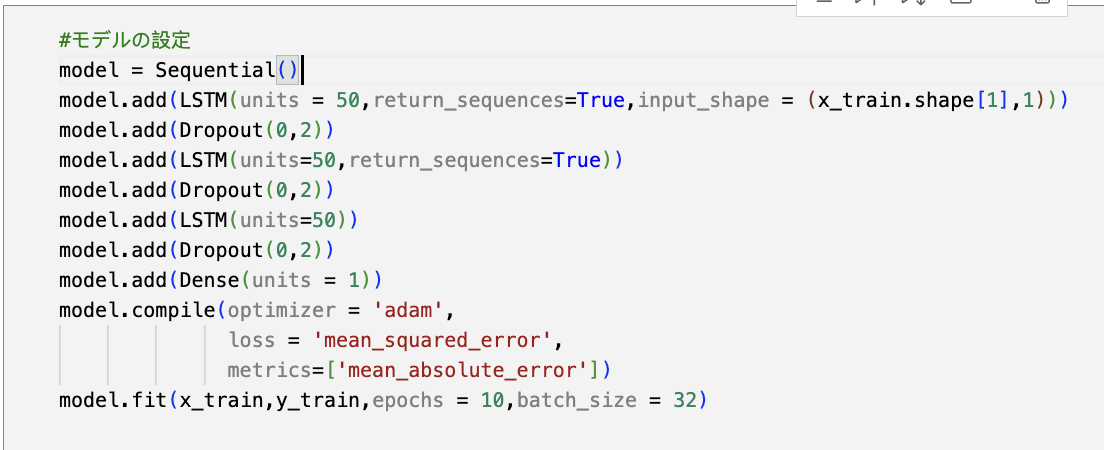 #モデルの設定
model = Sequential()
model.add(LSTM(units = 50,return_sequences=True,input_shape = (x_train.shape[1],1)))
model.add(Dropout(0,2))
model.add(LSTM(units=50,return_sequences=True))
model.add(Dropout(0,2))
model.add(LSTM(units=50))
model.add(Dropout(0,2))
model.add(Dense(units = 1))
model.compile(optimizer = 'adam',
loss = 'mean_squared_error',
metrics=['mean_absolute_error'])
model.fit(x_train,y_train,epochs = 10,batch_size = 32)